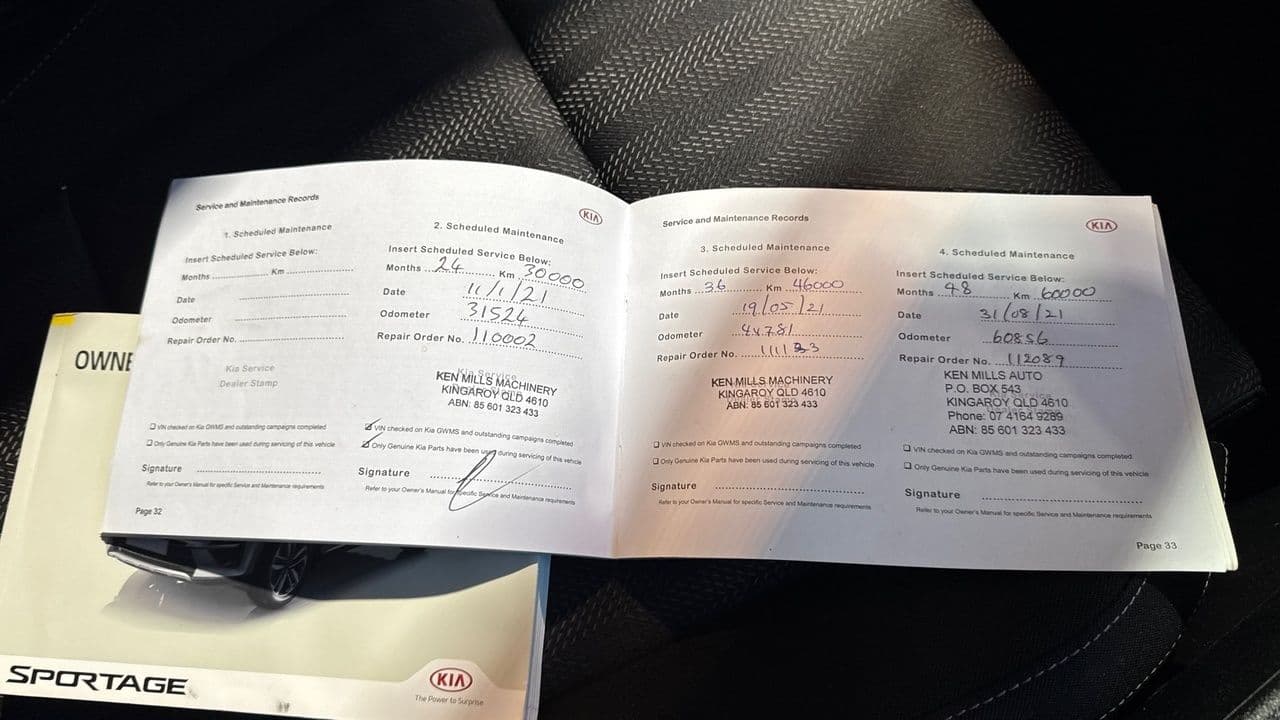 Service and Maintenance Records
1. Scheduled Maintenance
Insert Scheduled Service Below:
Months .......... Km ..........
Date
Odometer
Repair Order No. ..........
Kia Service
Dealer Stamp
VIN checked on Kia GWMS and outstanding campaigns completed
Only Genuine Kia Parts have been used during servicing of this vehicle
Signature
Refer to your Owner's Manual for specific Service and Maintenance requirements
Page 32
KIA
2. Scheduled Maintenance
Insert Scheduled Service Below:
Months 24 Km 30000
Date 11/1/21
Odometer 31524
Repair Order No. 110002
KEN MILLS MACHINERY
KINGAROY QLD 4610
ABN: 85 601 323 433
VIN checked on Kia GWMS and outstanding campaigns completed
Only Genuine Kia Parts have been used during servicing of this vehicle
Signature
Refer to your Owner's Manual for specific Service and Maintenance requirements
Service and Maintenance Records
3. Scheduled Maintenance
Insert Scheduled Service Below:
Months 36 Km 46000
Date 19/05/21
Odometer
Repair Order No.
KEN MILLS MACHINERY
KINGAROY QLD 4610
ABN: 85 601 323 433
VIN checked on Kia GWMS and outstanding campaigns completed
Only Genuine Kia Parts have been used during servicing of this vehicle
Signature
Refer to your Owner's Manual for specific Service and Maintenance requirements
KIA
4. Scheduled Maintenance
Insert Scheduled Service Below:
Months 48 Km 60000
Date 31/08/21
Odometer 60856
Repair Order No. 112089
KEN MILLS AUTO
P.O. BOX 543
KINGAROY QLD 4610
Phone: 07 4164 9289
ABN: 85 601 323 433
VIN checked on Kia GWMS and outstanding campaigns completed
Only Genuine Kia Parts have been used during servicing of this vehicle
Signature
Refer to your Owner's Manual for specific Service and Maintenance requirements
Page 33
SPORTAGE
KIA
The Power to Surprise